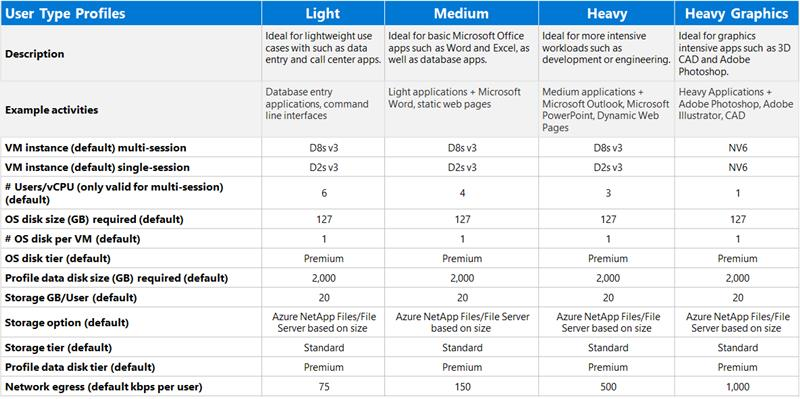 User Type Profiles Light Medium Heavy Heavy Graphics
Description
Ideal for lightweight use
cases with such as data
entry and call center apps.
Ideal for basic Microsoft Office
apps such as Word and Excel, as
well as database apps.
Ideal for more intensive
workloads such as
development or engineering.
Ideal for graphics
intensive apps such as 3D
CAD and Adobe
Photoshop.
Example activities
Database entry
applications, command
line interfaces
Light applications + Microsoft
Word, static web pages
Medium applications +
Microsoft Outlook, Microsoft
PowerPoint, Dynamic Web
Pages
Heavy Applications +
Adobe Photoshop, Adobe
Illustrator, CAD
VM instance (default) multi-session D8s v3 D8s v3 D8s v3 NV6
VM instance (default) single-session D2s v3 D2s v3 D2s v3 NV6
# Users/vCPU (only valid for multi-session)
(default)
6 4 3 1
OS disk size (GB) required (default) 127 127 127 127
# OS disk per VM (default) 1 1 1 1
OS disk tier (default) Premium Premium Premium Premium
Profile data disk size (GB) required (default) 2,000 2,000 2,000 2,000
Storage GB/User (default) 20 20 20 20
Storage option (default)
Azure NetApp Files/File
Server based on size
Azure NetApp Files/File Server
based on size
Azure NetApp Files/File
Server based on size
Azure NetApp Files/File
Server based on size
Storage tier (default) Standard Standard Standard Standard
Profile data disk tier (default) Premium Premium Premium Premium
Network egress (default kbps per user) 75 150 500 1,000